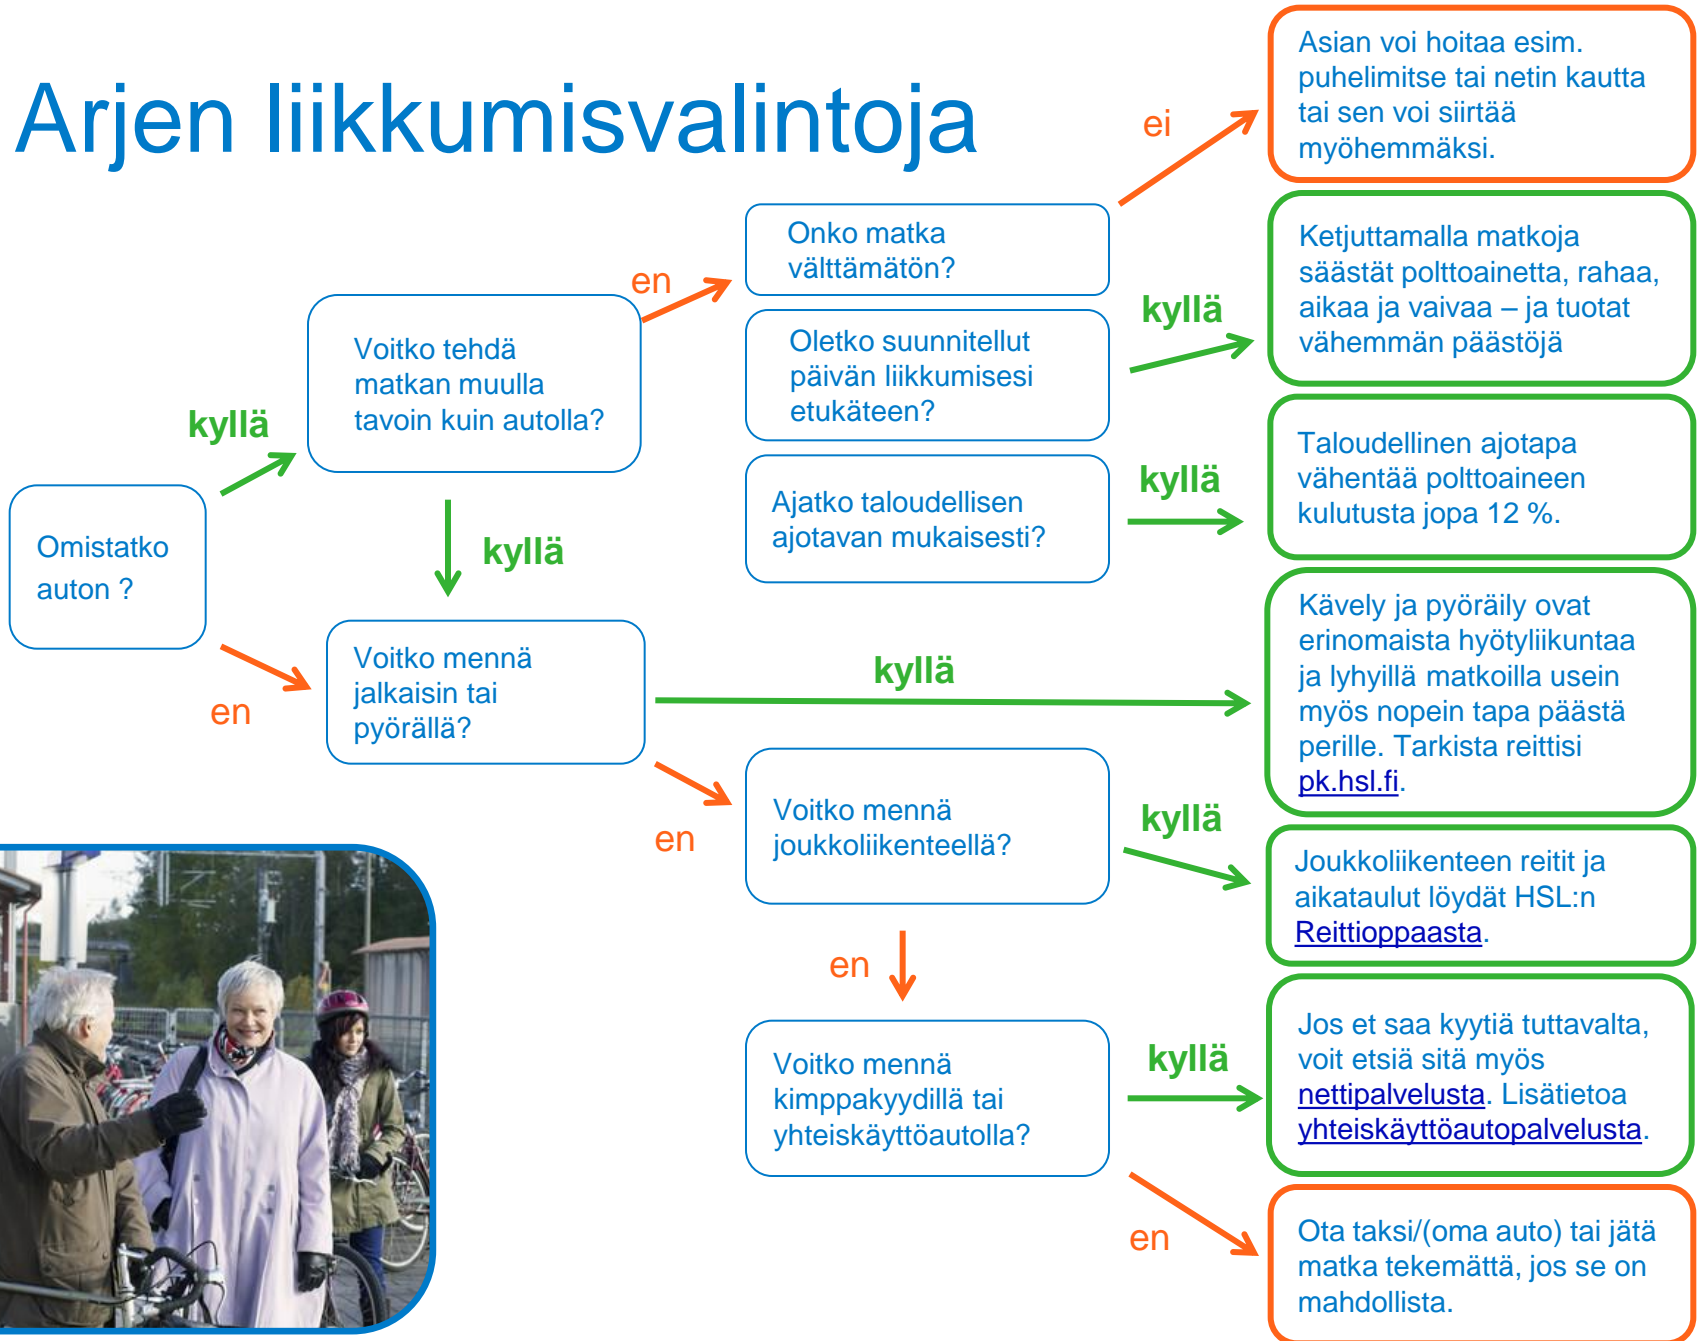 Arjen liikkumisvalintoja
Omistatko
auton ?
kyllä
en
Voitko tehdä
matkan muulla
tavoin kuin autolla?
en
kyllä
Onko matka
välttämätön?
ei
Asian voi hoitaa esim.
puhelimitse tai netin kautta
tai sen voi siirtää
myöhemmäksi.
Oletko suunnitellut
päivän liikkumisesi
etukäteen?
kyllä
Ketjuttamalla matkoja
säästät polttoainetta, rahaa,
aikaa ja vaivaa – ja tuotat
vähemmän päästöjä
Ajatko taloudellisen
ajotavan mukaisesti?
kyllä
Taloudellinen ajotapa
vähentää polttoaineen
kulutusta jopa 12 %.
Voitko mennä
jalkaisin tai
pyörällä?
kyllä
Kävely ja pyöräily ovat
erinomaista hyötyliikuntaa
ja lyhyillä matkoilla usein
myös nopein tapa päästä
perille. Tarkista reittisi
pk.hsl.fi.
en
Voitko mennä
joukkoliikenteellä?
kyllä
Joukkoliikenteen reitit ja
aikataulut löydät HSL:n
Reittioppaasta.
en
Voitko mennä
kimppakyydillä tai
yhteiskäyttöautolla?
kyllä
Jos et saa kyytiä tuttavalta,
voit etsiä sitä myös
nettipalvelusta. Lisätietoa
yhteiskäyttöautopalvelusta.
en
Ota taksi/(oma auto) tai jätä
matka tekemättä, jos se on
mahdollista.